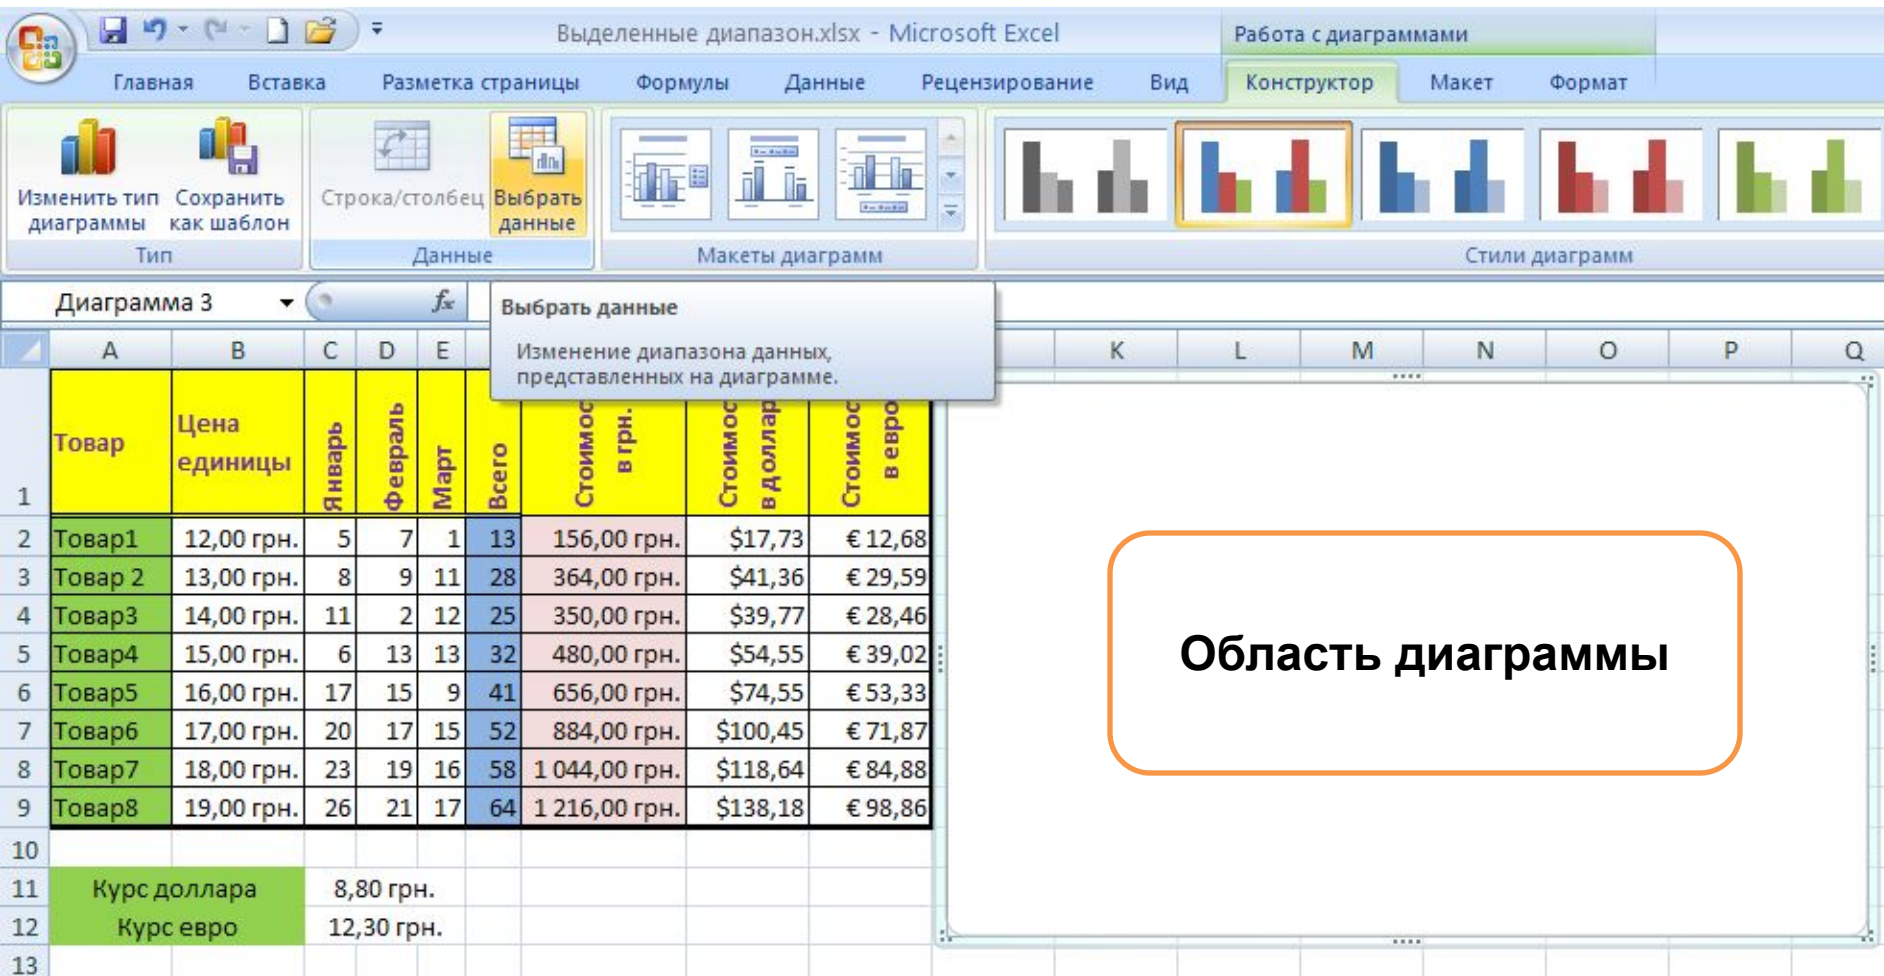 Выделенные диапазон.xlsx - Microsoft Excel
Работа с диаграммами
Главная Вставка Разметка страницы Формулы Данные Рецензирование Вид Конструктор Макет Формат
Изменить тип диаграммы
Сохранить как шаблон
Строка/столбец
Выбрать данные
Тип Данные Макеты диаграмм Стили диаграмм
Диаграмма 3 fx
Выбрать данные
Изменение диапазона данных,
представленных на диаграмме.
A B C D E K L M N O P Q
1 Товар Цена единицы Январь Февраль Март Всего Стоимос в грн. Стоимос в доллар Стоимос в евро
2 Товар1 12,00 грн. 5 7 1 13 156,00 грн. $17,73 € 12,68
3 Товар 2 13,00 грн. 8 9 11 28 364,00 грн. $41,36 € 29,59
4 Товар3 14,00 грн. 11 2 12 25 350,00 грн. $39,77 € 28,46
5 Товар4 15,00 грн. 6 13 13 32 480,00 грн. $54,55 € 39,02
6 Товар5 16,00 грн. 17 15 9 41 656,00 грн. $74,55 € 53,33
7 Товар6 17,00 грн. 20 17 15 52 884,00 грн. $100,45 € 71,87
8 Товар7 18,00 грн. 23 19 16 58 1 044,00 грн. $118,64 € 84,88
9 Товар8 19,00 грн. 26 21 17 64 1 216,00 грн. $138,18 € 98,86
10
11 Курс доллара 8,80 грн.
12 Курс евро 12,30 грн.
13
Область диаграммы